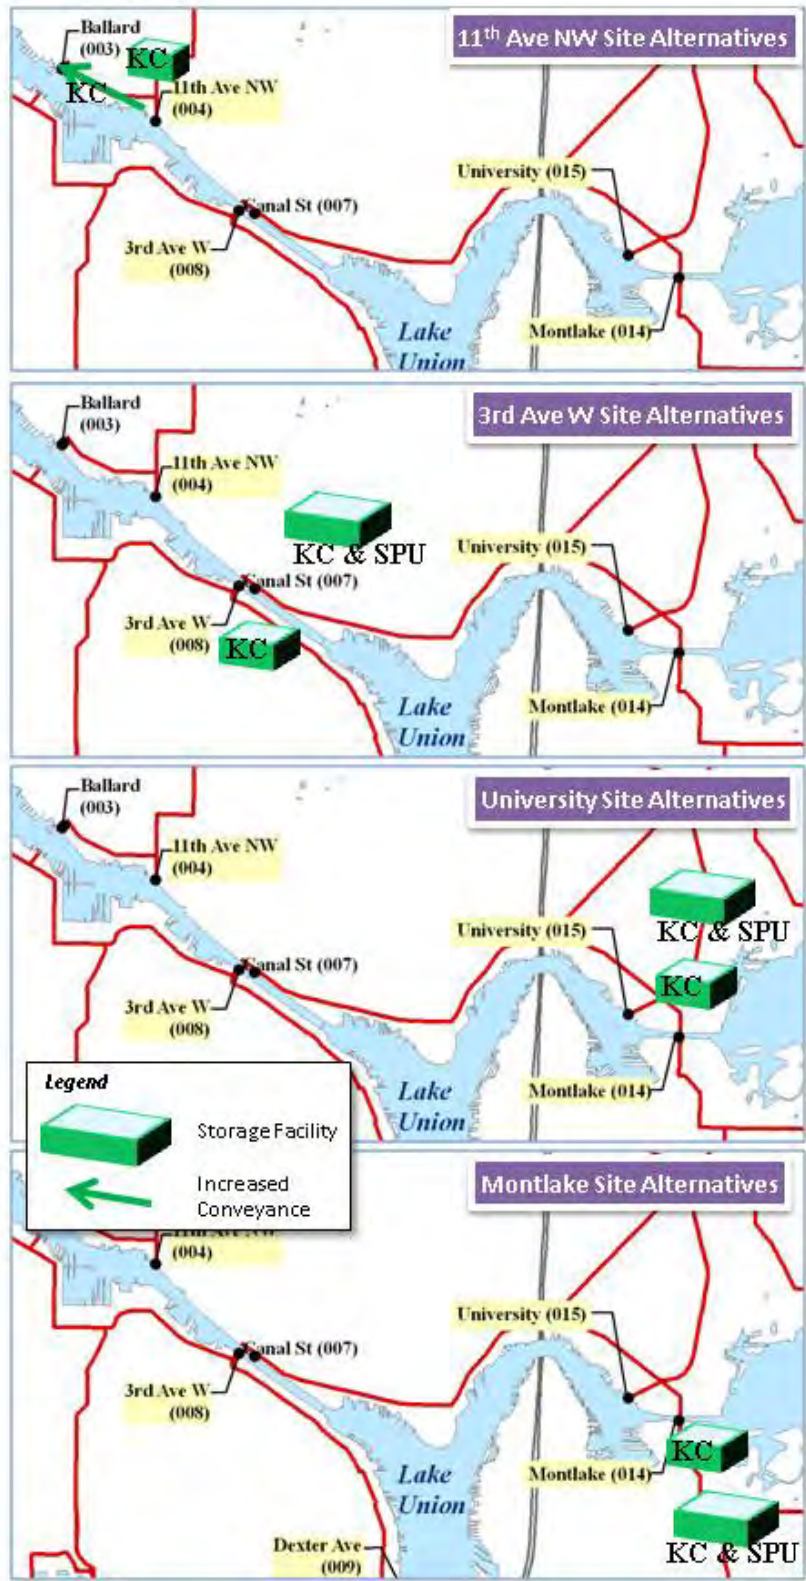 Ballard
(003)
KC
KC
11th Ave NW
(004)
11th Ave NW Site Alternatives
University (015)
Canal St (007)
3rd Ave W
(008)
Montlake (014)
Lake
Union
Ballard
(003)
3rd Ave W Site Alternatives
11th Ave NW
(004)
KC & SPU
University (015)
Canal St (007)
3rd Ave W
(008)
KC
Montlake (014)
Lake
Union
Ballard
(003)
University Site Alternatives
11th Ave NW
(004)
KC & SPU
University (015)
Canal St (007)
KC
3rd Ave W
(008)
Montlake (014)
Lake
Union
Legend
Storage Facility
Increased
Conveyance
Montlake Site Alternatives
11th Ave NW
(004)
University (015)
Canal St (007)
3rd Ave W
(008)
KC
Montlake (014)
Lake
Union
Dexter Ave
(009)
KC & SPU